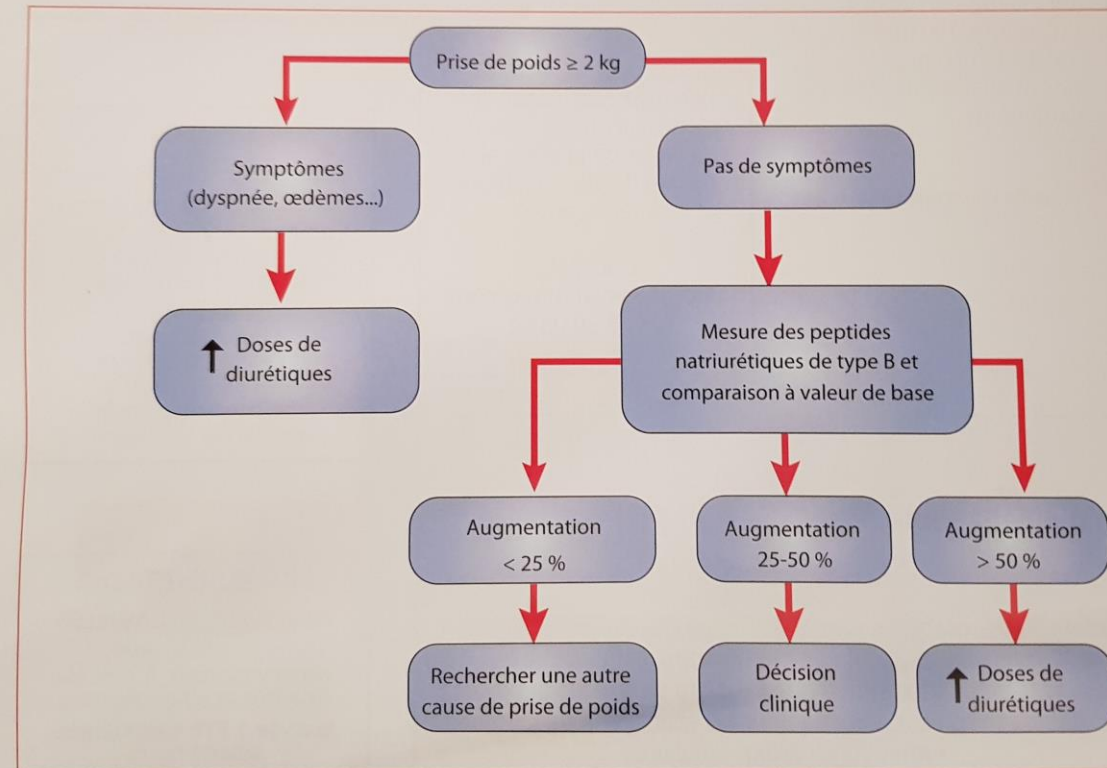 Prise de poids ≥ 2 kg
Symptômes
(dyspnée, œdèmes...)
Pas de symptômes
↑ Doses de
diurétiques
Mesure des peptides
natriurétiques de type B et
comparaison à valeur de base
Augmentation
< 25 %
Augmentation
25-50 %
Augmentation
> 50 %
Rechercher une autre
cause de prise de poids
Décision
clinique
↑ Doses de
diurétiques